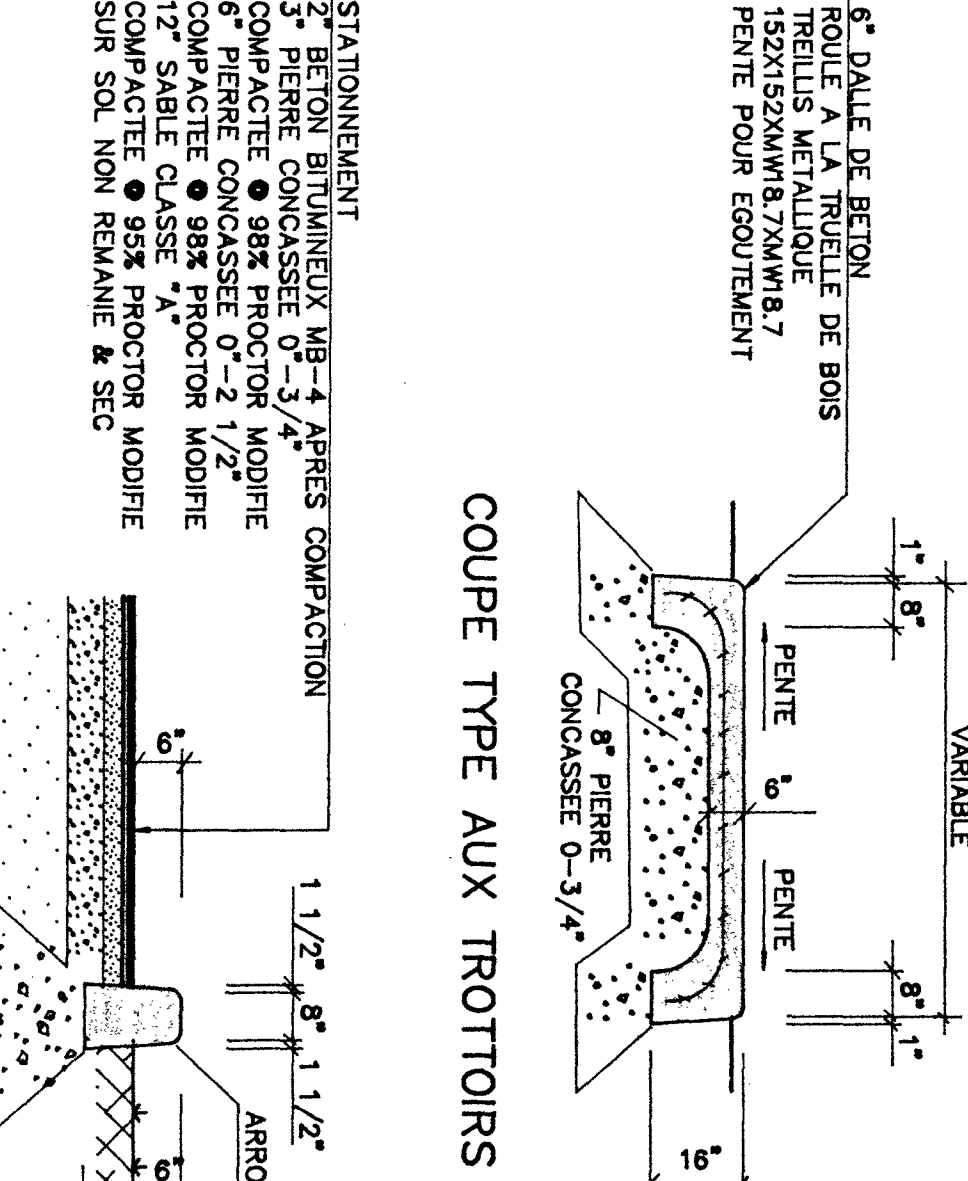 6" DALLE DE BETON
ROULE A LA TRUELLE DE BOIS
TREILLIS METALLIQUE
152X152XMW18.7XMW18.7
PENTE POUR EGOUTEMENT
VARIABLE
1"
8"
8"
1"
PENTE
6"
PENTE
16"
8" PIERRE
CONCASSEE 0-3/4"
COUPE TYPE AUX TROTTOIRS
STATIONNEMENT
2" BETON BITUMINEUX MB-4 APRES COMPACTION
3" PIERRE CONCASSEE 0"-3/4"
COMPACTEE @ 98% PROCTOR MODIFIE
6" PIERRE CONCASSEE 0"-2 1/2"
COMPACTEE @ 98% PROCTOR MODIFIE
12" SABLE CLASSE "A"
COMPACTEE @ 95% PROCTOR MODIFIE
SUR SOL NON REMANIE & SEC
1 1/2"
8"
1 1/2"
6"
ARRO
6"